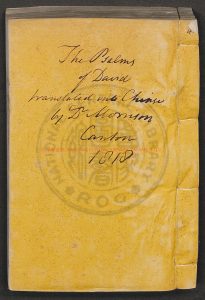 The Psalms
of David
translated into Chinese
by Dr Morrison
Canton
1818